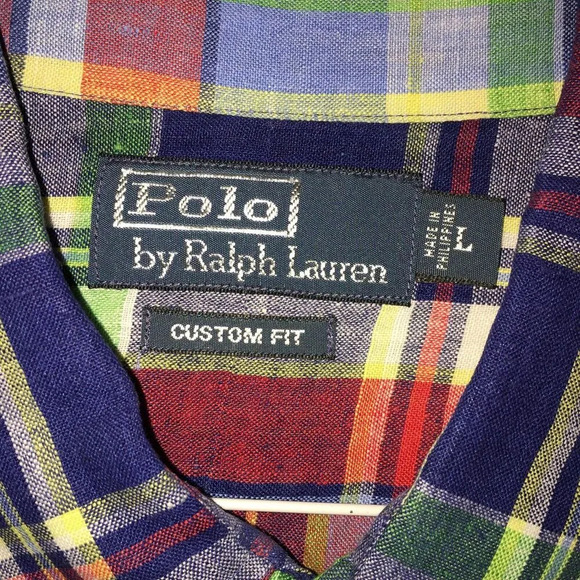 Polo
by Ralph Lauren
MADE IN
PHILIPPINES
L
CUSTOM FIT